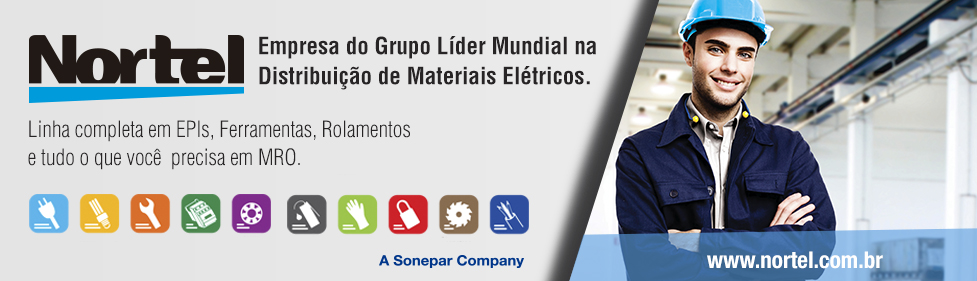 Nortel
Empresa do Grupo Líder Mundial na
Distribuição de Materiais Elétricos.
Linha completa em EPIs, Ferramentas, Rolamentos
e tudo o que você precisa em MRO.
A Sonepar Company
www.nortel.com.br